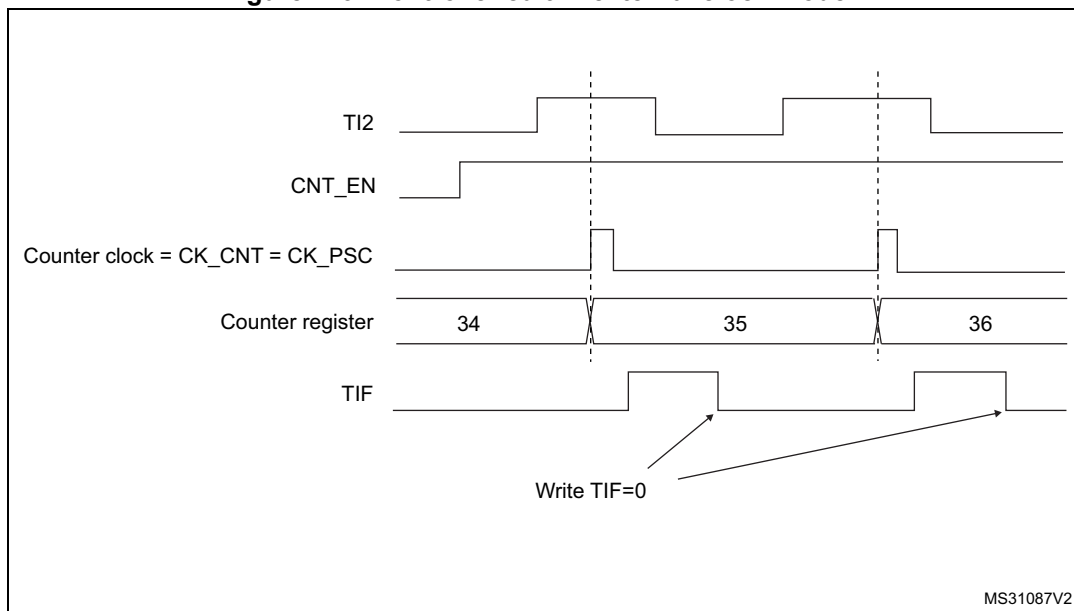 TI2
CNT_EN
Counter clock = CK_CNT = CK_PSC
Counter register
34
35
36
TIF
Write TIF=0
MS31087V2